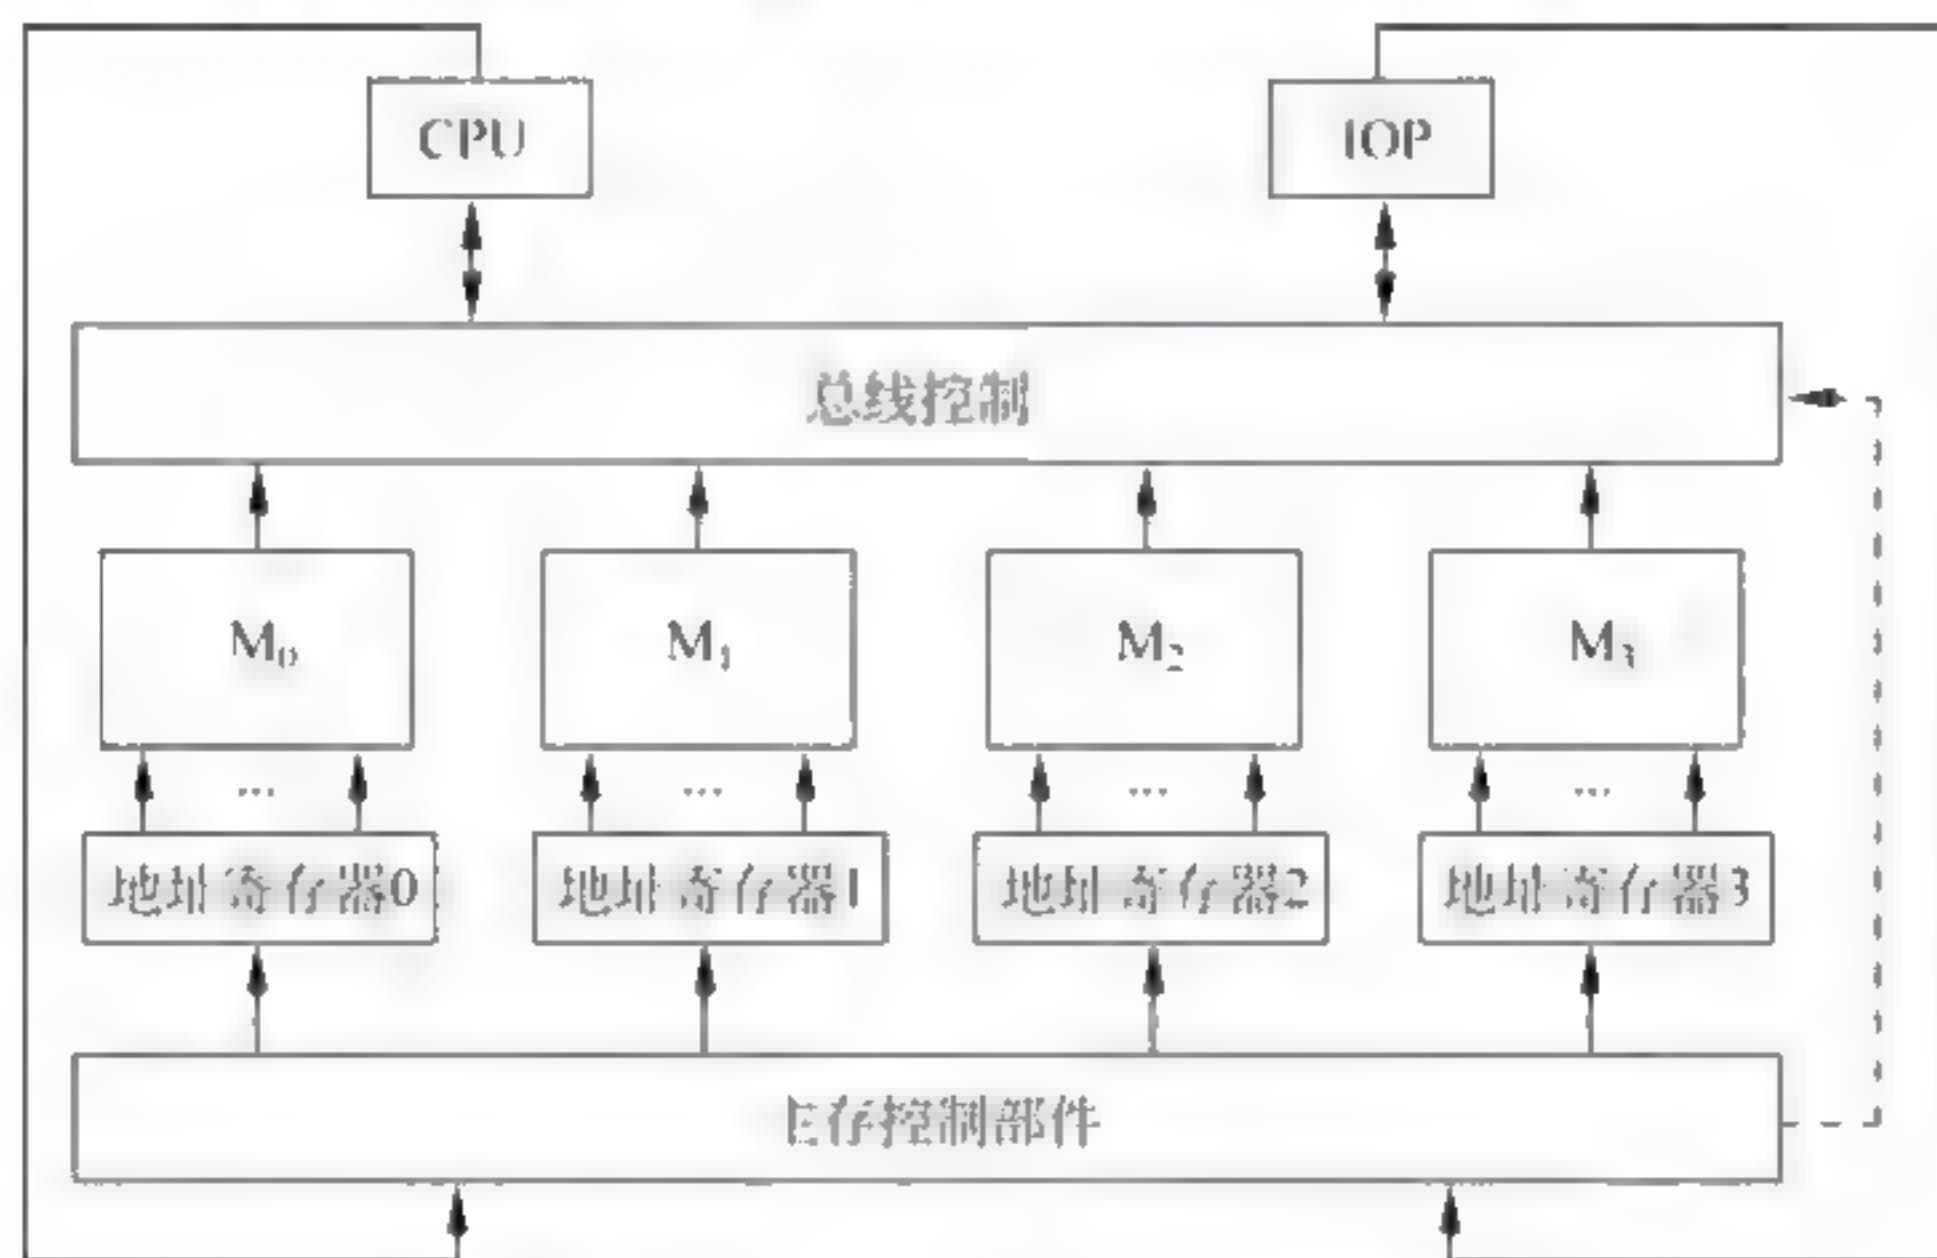 CPU
IOP
总线控制
M₀
M₁
M₂
M₃
...
...
...
...
地址寄存器0
地址寄存器1
地址寄存器2
地址寄存器3
主存控制部件